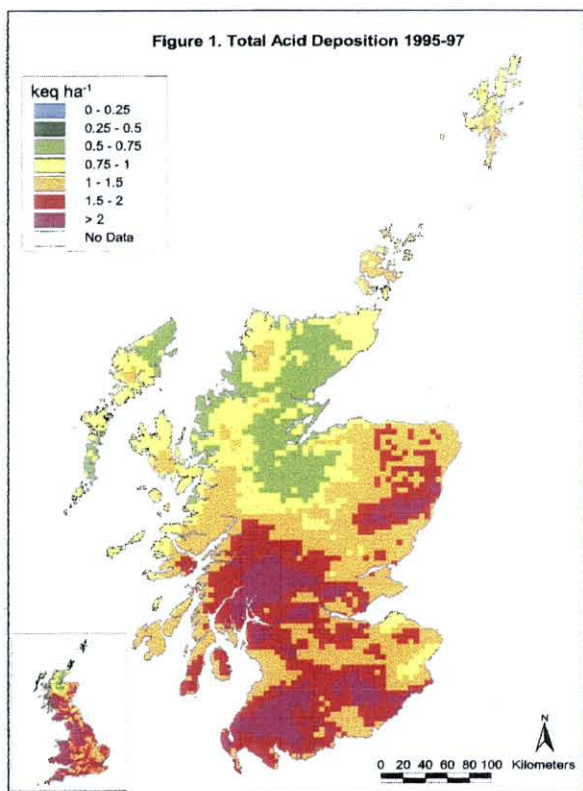 Figure 1. Total Acid Deposition 1995-97
keq ha⁻¹
0 - 0.25
0.25 - 0.5
0.5 - 0.75
0.75 - 1
1 - 1.5
1.5 - 2
> 2
No Data
N
0 20 40 60 80 100 Kilometers